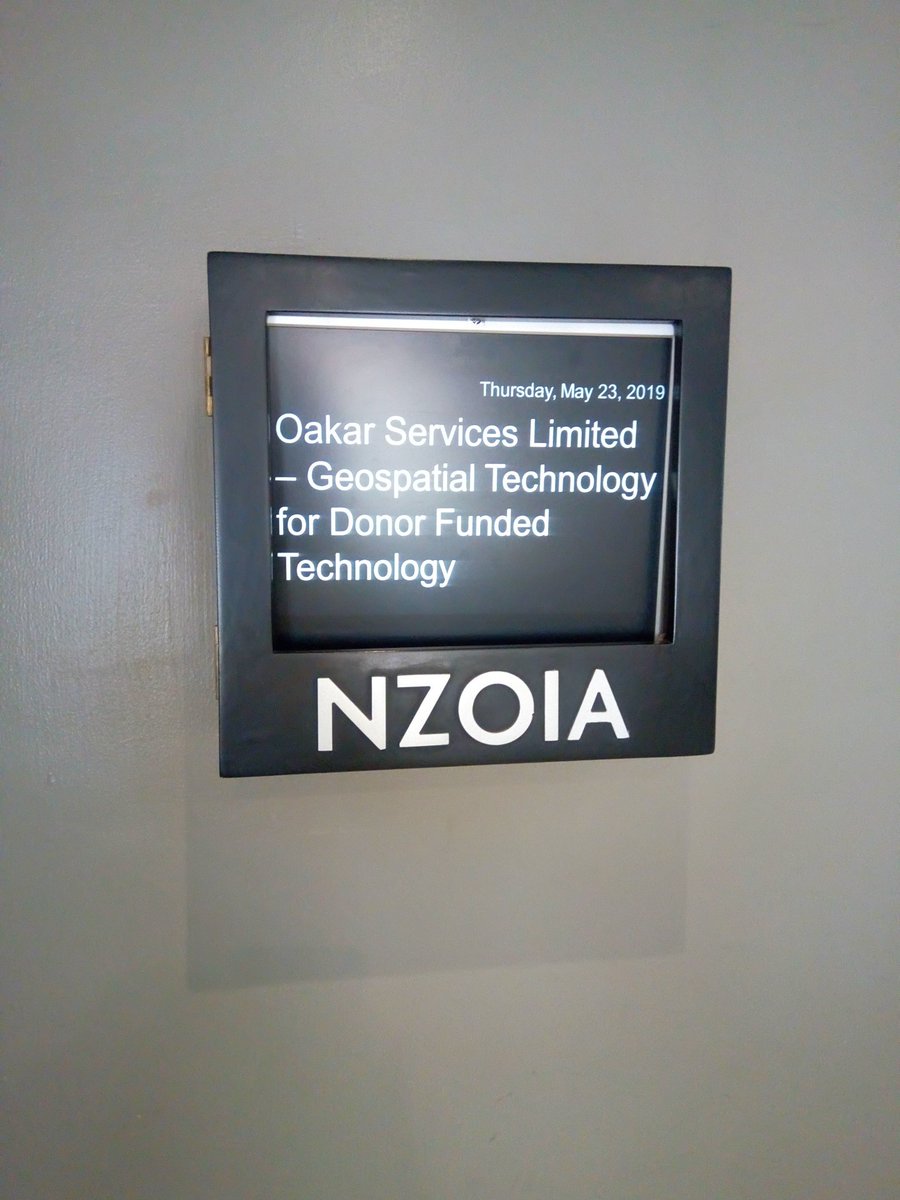 Thursday, May 23, 2019
Oakar Services Limited
– Geospatial Technology
for Donor Funded
Technology
NZOIA